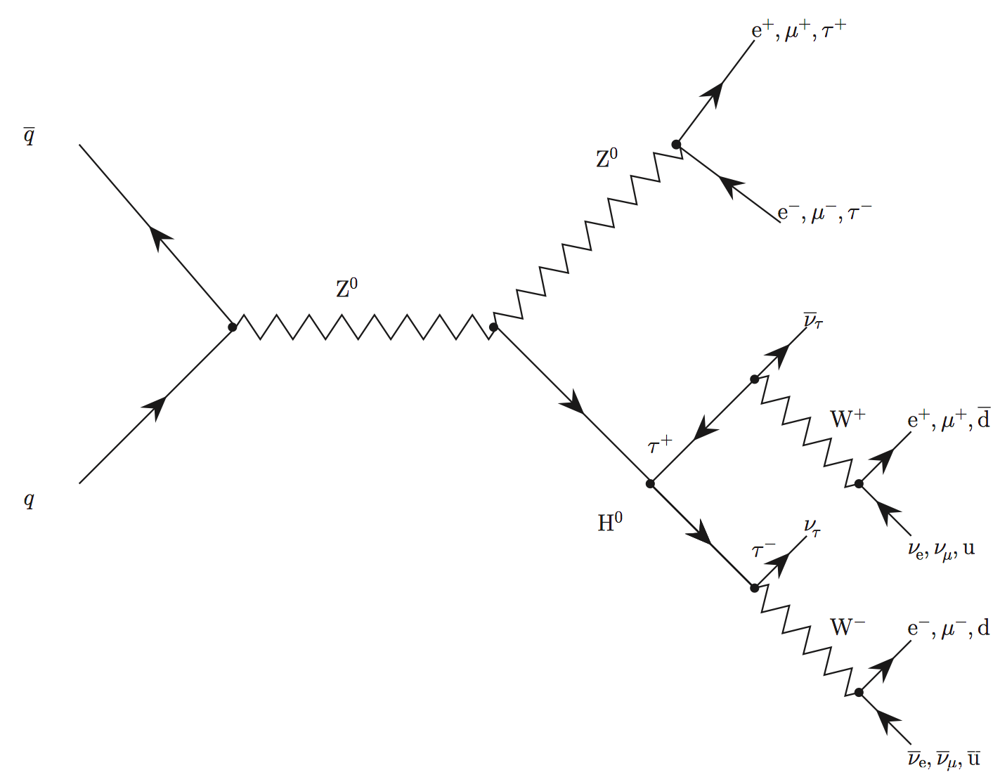 e⁺, μ⁺, τ⁺
q̅
Z⁰
e⁻, μ⁻, τ⁻
Z⁰
ν̅_τ
W⁺
e⁺, μ⁺, d̅
τ⁺
q
H⁰
ν_τ
τ⁻
ν_e, ν_μ, u
W⁻
e⁻, μ⁻, d
ν̅_e, ν̅_μ, u̅